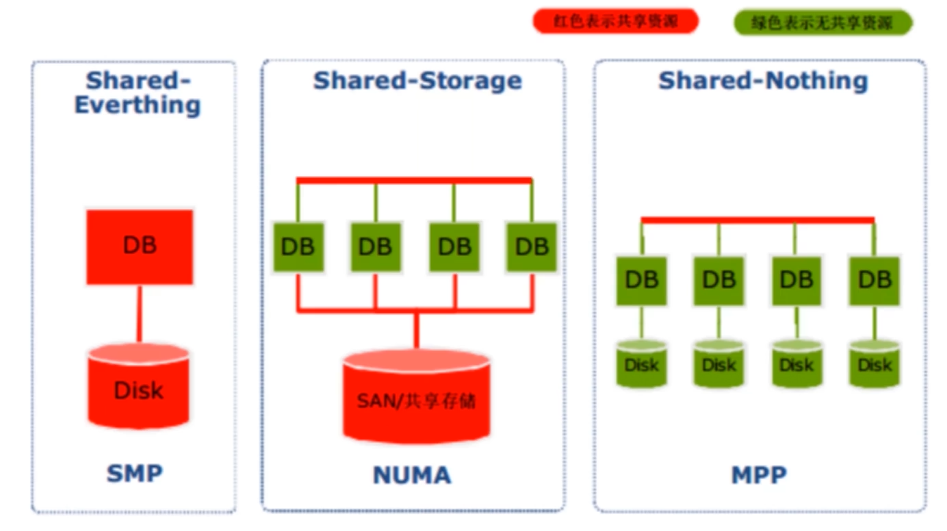 红色表示共享资源
绿色表示无共享资源
Shared-
Everthing
DB
Disk
SMP
Shared-Storage
DB DB DB DB
SAN/共享存储
NUMA
Shared-Nothing
DB DB DB DB
Disk Disk Disk Disk
MPP